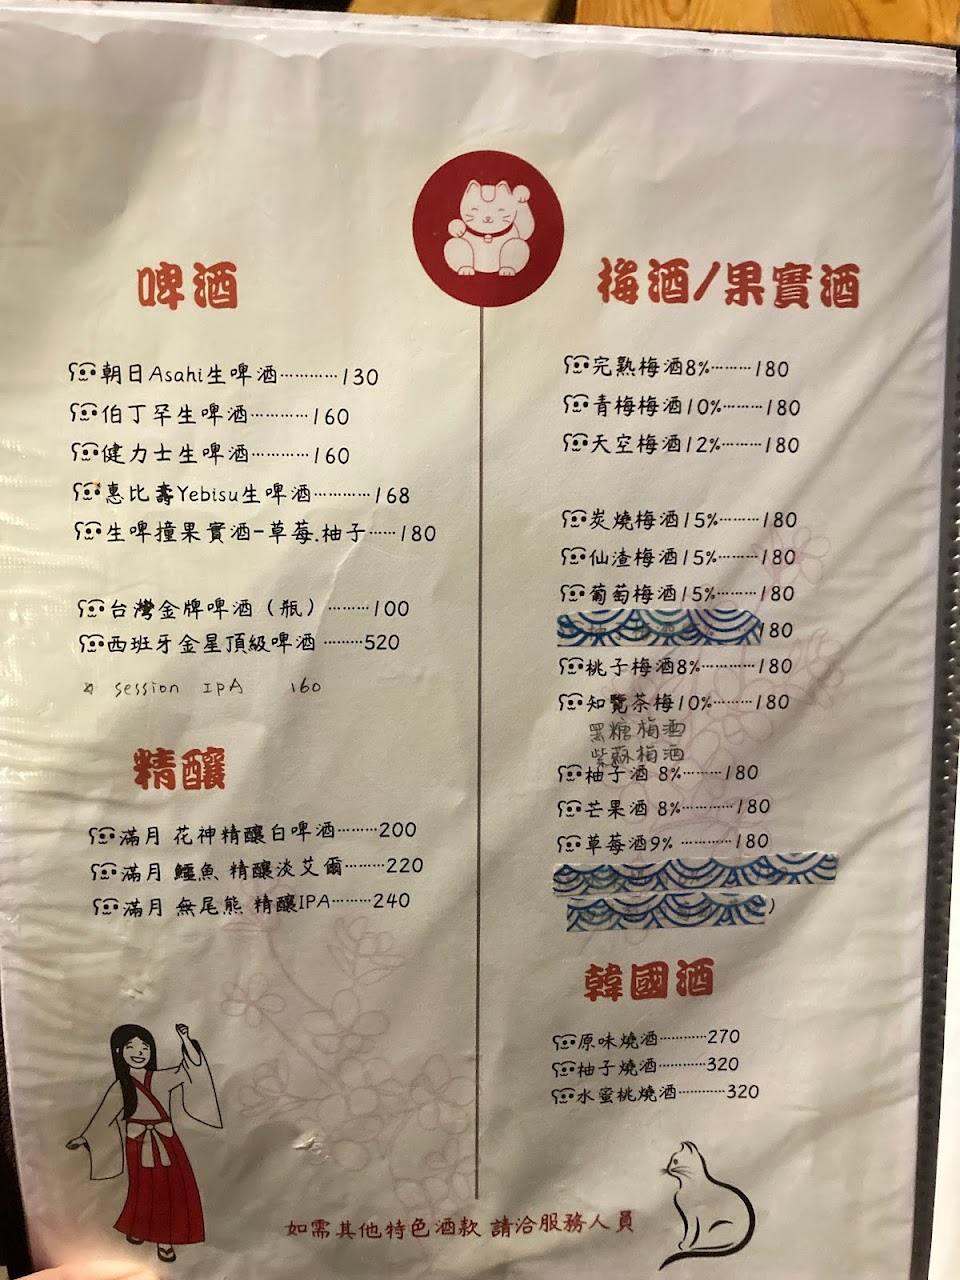 啤酒
朝日Asahi生啤酒…………130
伯丁罕生啤酒…………160
健力士生啤酒…………160
惠比壽Yebisu生啤酒…………168
生啤撞果實酒-草莓.柚子……180
台灣金牌啤酒(瓶)………100
西班牙金星頂級啤酒………520
session IPA 160
精釀
滿月 花神精釀白啤酒………200
滿月 鱷魚 精釀淡艾爾………220
滿月 無尾熊 精釀IPA………240
梅酒/果實酒
完熟梅酒8%………180
青梅梅酒10%………180
天空梅酒12%………180
炭燒梅酒15%………180
仙渣梅酒15%………180
葡萄梅酒15%………180
180
桃子梅酒8%…………180
知覽茶梅10%………180
黑糖梅酒
紫蘇梅酒
柚子酒 8%………180
芒果酒 8%…………180
草莓酒9% …………180
)
韓國酒
原味燒酒…………270
柚子燒酒…………320
水蜜桃燒酒…………320
如需其他特色酒款 請洽服務人員